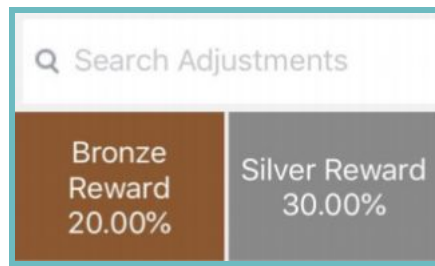 Search Adjustments
Bronze
Reward
20.00%
Silver Reward
30.00%